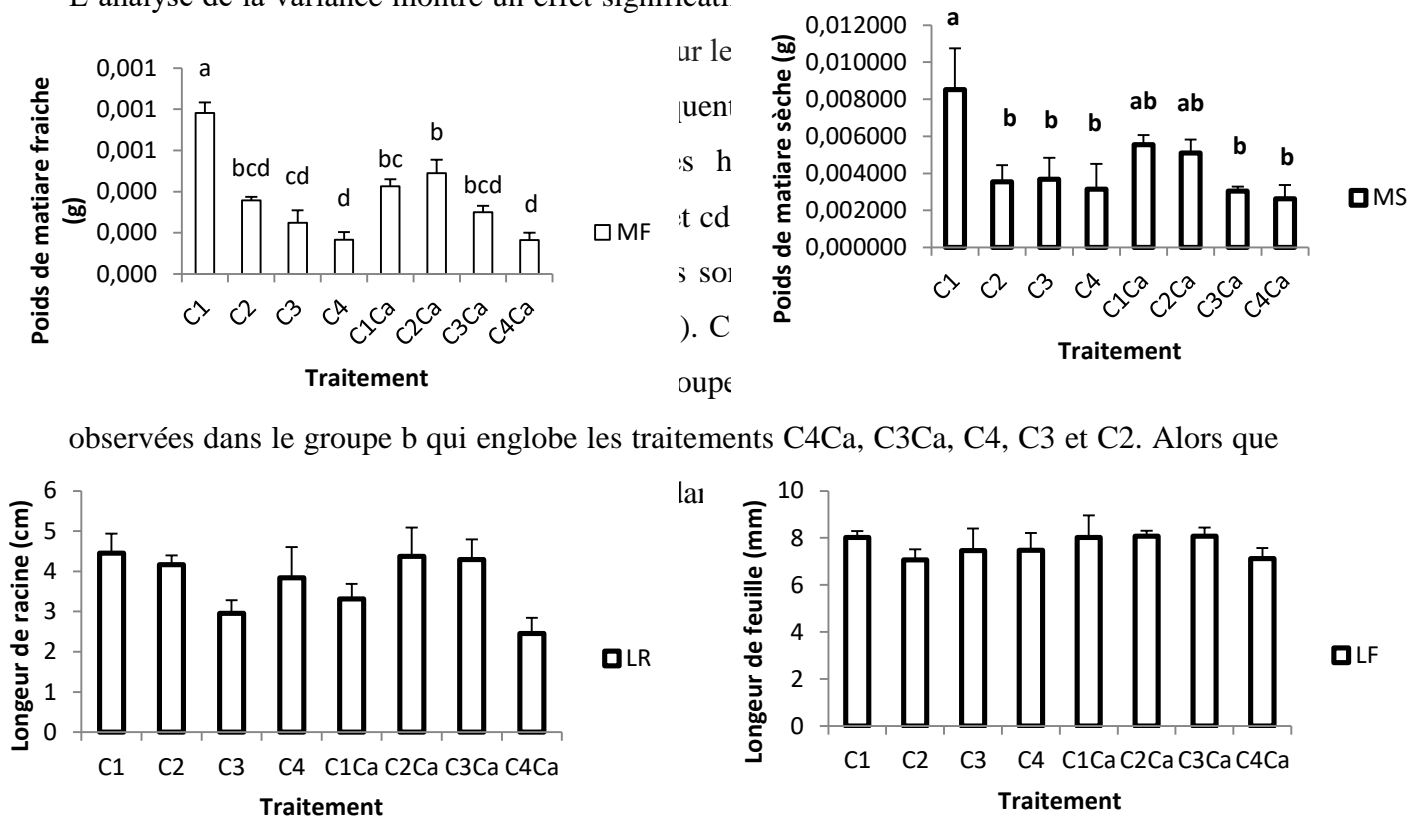 L'analyse de la variance montre un effet significati
ur le
quent
s h
t cd
s sor
). C
oupe
0,001
0,001
0,001
0,000
0,000
0,000
Poids de matiare fraiche (g)
a
bcd
cd
d
bc
b
bcd
d
MF
C1
C2
C3
C4
C1Ca
C2Ca
C3Ca
C4Ca
Traitement
0,012000
0,010000
0,008000
0,006000
0,004000
0,002000
0,000000
Poids de matiare sèche (g)
a
b
b
b
ab
ab
b
b
MS
C1
C2
C3
C4
C1Ca
C2Ca
C3Ca
C4Ca
Traitement
observées dans le groupe b qui englobe les traitements C4Ca, C3Ca, C4, C3 et C2. Alors que
lar
6
5
4
3
2
1
0
Longeur de racine (cm)
LR
C1 C2 C3 C4 C1Ca C2Ca C3Ca C4Ca
Traitement
10
8
6
4
2
0
Longeur de feuille (mm)
LF
C1 C2 C3 C4 C1Ca C2Ca C3Ca C4Ca
Traitement